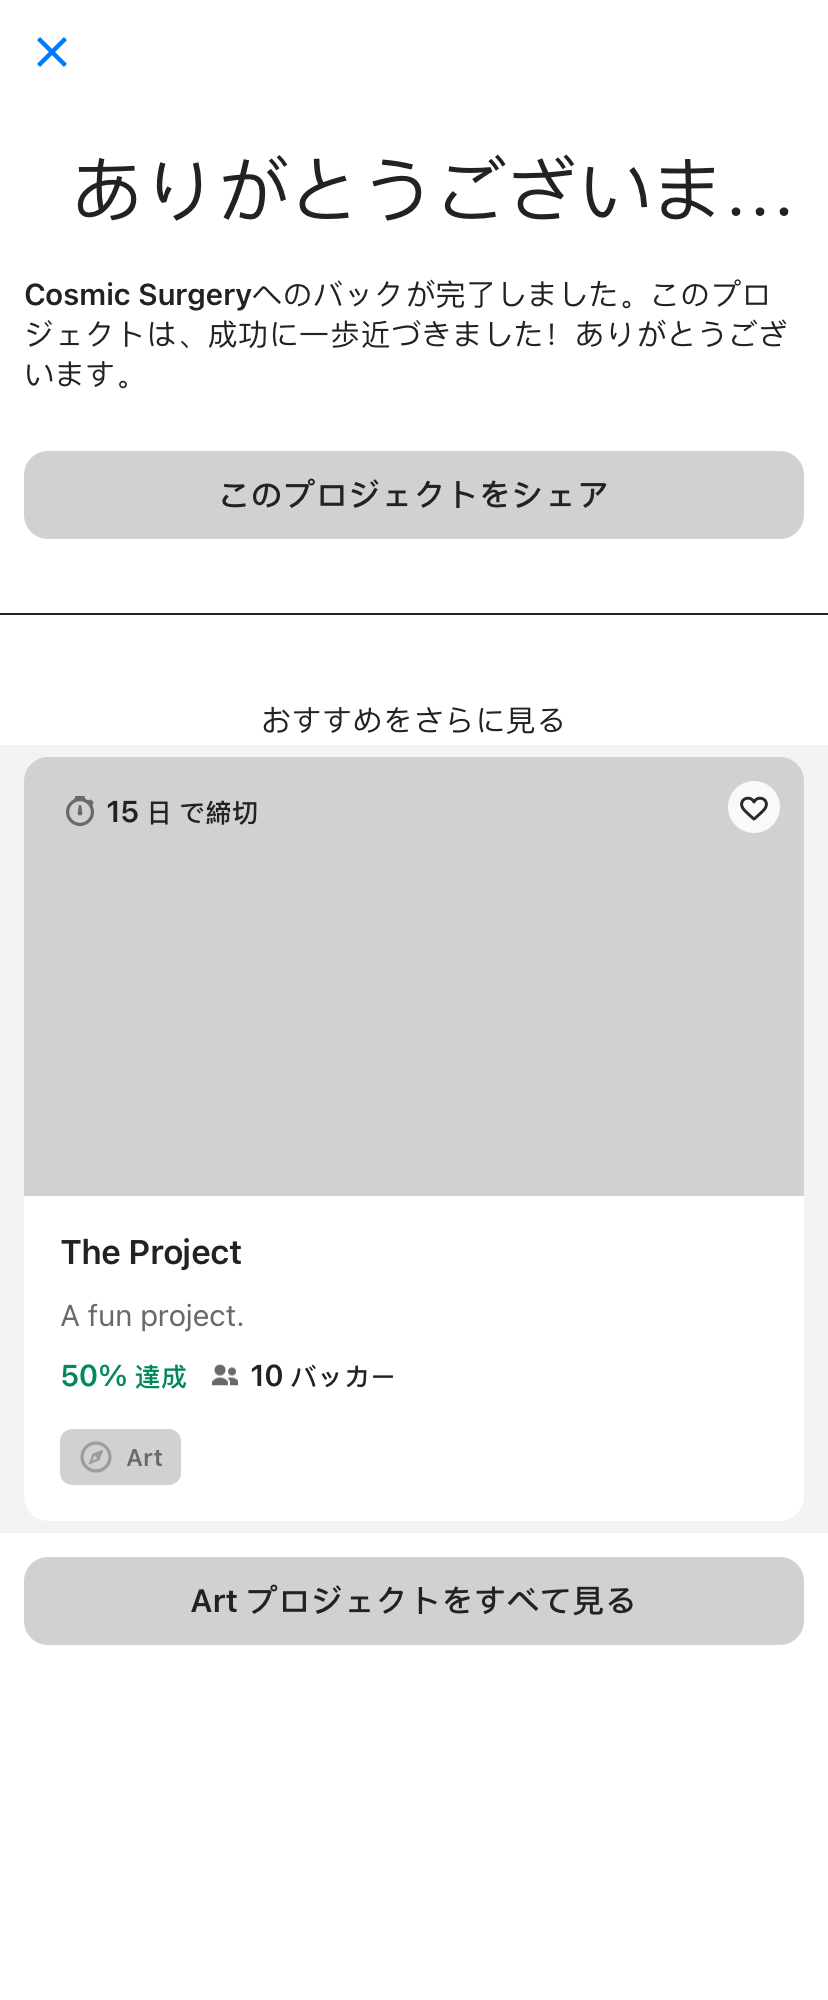 ありがとうございま...
Cosmic Surgeryへのバックが完了しました。このプロ
ジェクトは、成功に一歩近づきました！ありがとうござ
います。
このプロジェクトをシェア
おすすめをさらに見る
15 日 で締切
The Project
A fun project.
50% 達成 10 バッカー
Art
Art プロジェクトをすべて見る